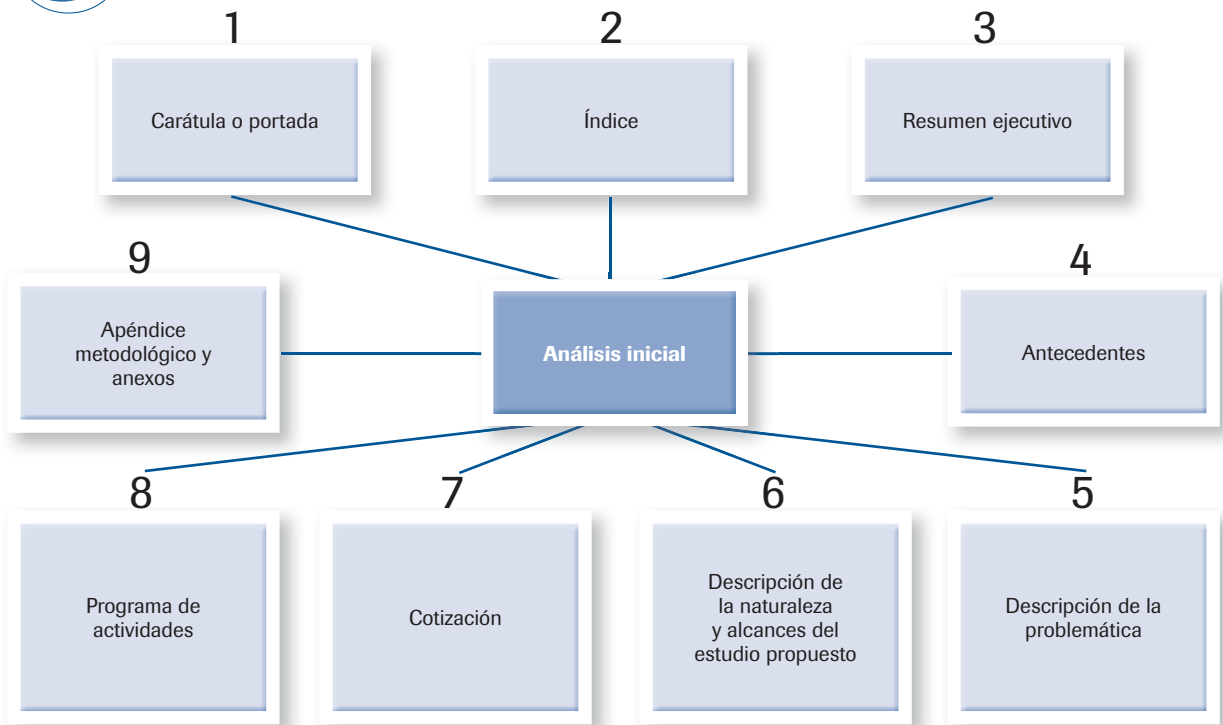 1
Carátula o portada
2
Índice
3
Resumen ejecutivo
9
Apéndice
metodológico y
anexos
Análisis inicial
4
Antecedentes
8
Programa de
actividades
7
Cotización
6
Descripción de
la naturaleza
y alcances del
estudio propuesto
5
Descripción de la
problemática